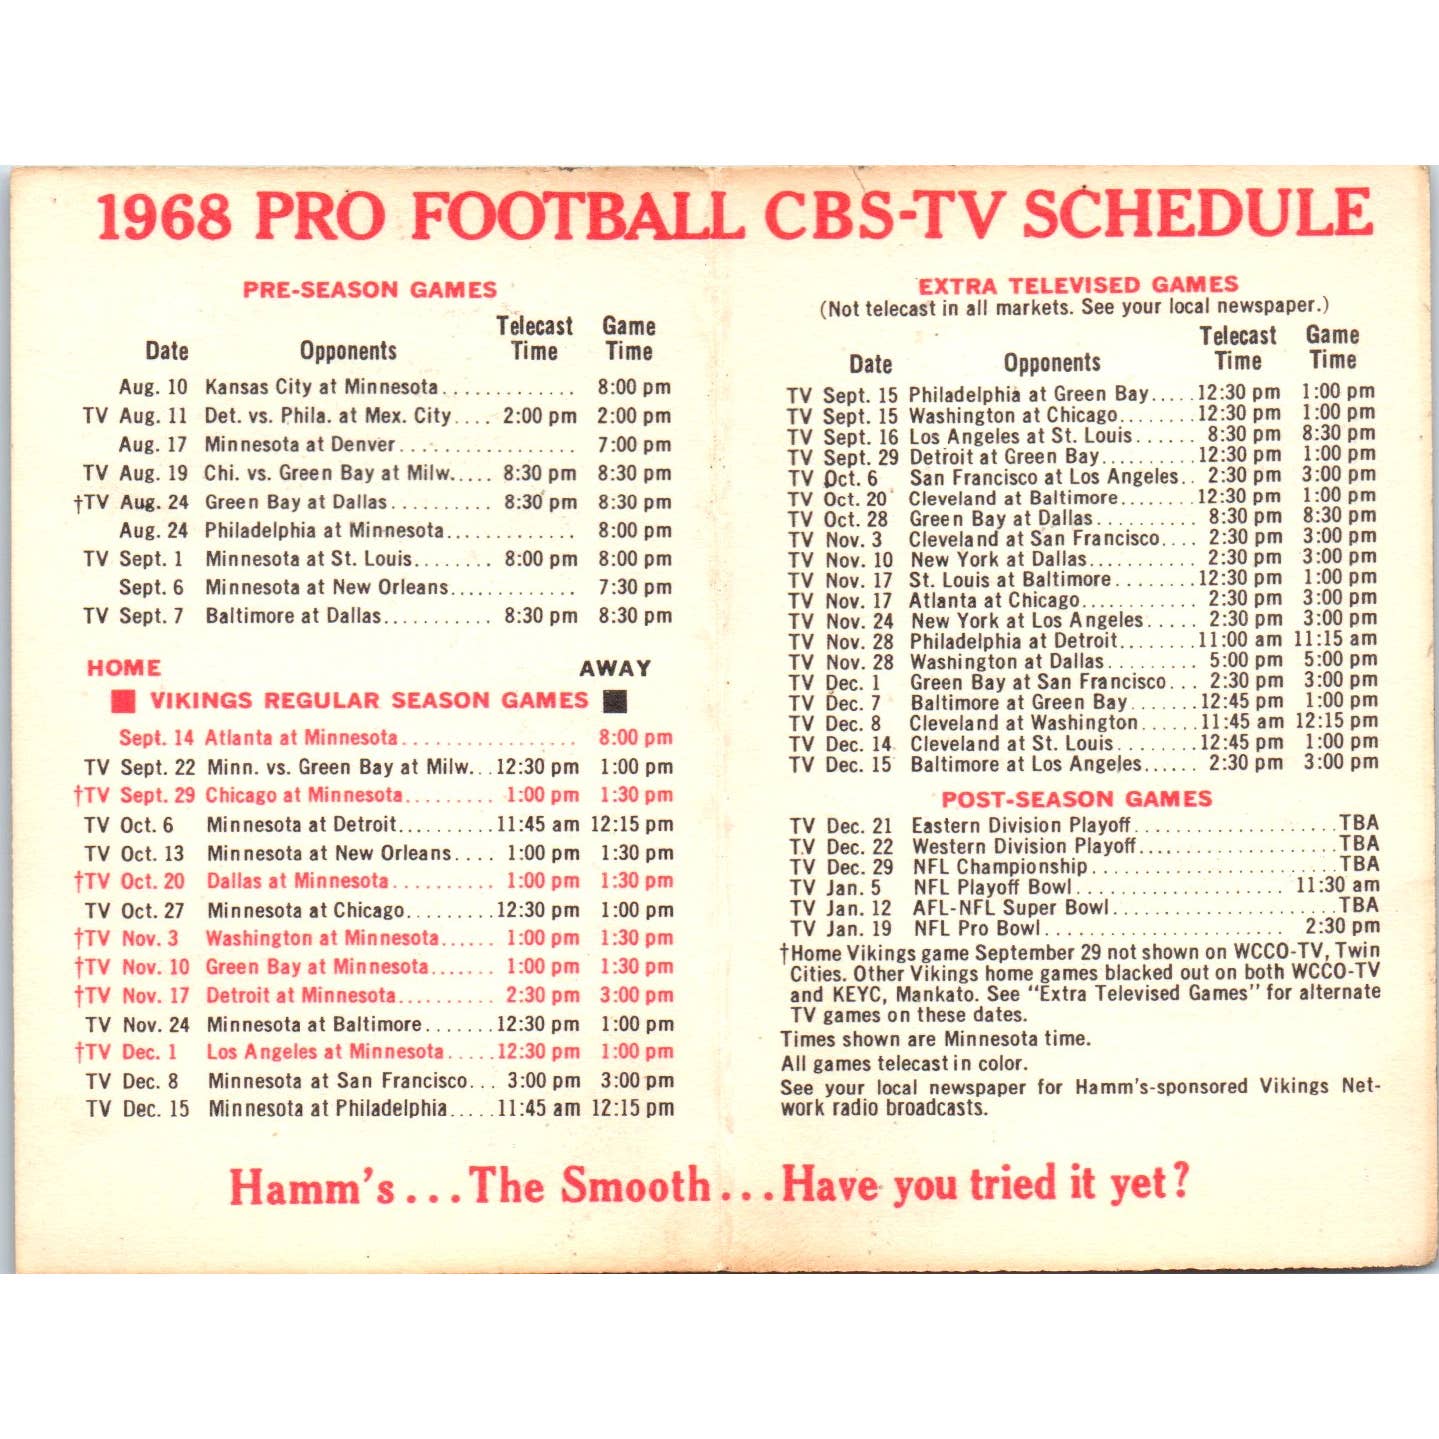 1968 PRO FOOTBALL CBS-TV SCHEDULE
PRE-SEASON GAMES
Date Opponents Telecast Time Game Time
Aug. 10 Kansas City at Minnesota............. 8:00 pm
TV Aug. 11 Det. vs. Phila. at Mex. City.... 2:00 pm 2:00 pm
Aug. 17 Minnesota at Denver................ 7:00 pm
TV Aug. 19 Chi. vs. Green Bay at Milw..... 8:30 pm 8:30 pm
†TV Aug. 24 Green Bay at Dallas.......... 8:30 pm 8:30 pm
Aug. 24 Philadelphia at Minnesota............. 8:00 pm
TV Sept. 1 Minnesota at St. Louis........ 8:00 pm 8:00 pm
Sept. 6 Minnesota at New Orleans............. 7:30 pm
TV Sept. 7 Baltimore at Dallas........... 8:30 pm 8:30 pm
HOME AWAY
VIKINGS REGULAR SEASON GAMES
Sept. 14 Atlanta at Minnesota................. 8:00 pm
TV Sept. 22 Minn. vs. Green Bay at Milw...12:30 pm 1:00 pm
†TV Sept. 29 Chicago at Minnesota......... 1:00 pm 1:30 pm
TV Oct. 6 Minnesota at Detroit..........11:45 am 12:15 pm
TV Oct. 13 Minnesota at New Orleans.... 1:00 pm 1:30 pm
†TV Oct. 20 Dallas at Minnesota.......... 1:00 pm 1:30 pm
TV Oct. 27 Minnesota at Chicago.........12:30 pm 1:00 pm
†TV Nov. 3 Washington at Minnesota...... 1:00 pm 1:30 pm
†TV Nov. 10 Green Bay at Minnesota....... 1:00 pm 1:30 pm
†TV Nov. 17 Detroit at Minnesota.......... 2:30 pm 3:00 pm
TV Nov. 24 Minnesota at Baltimore.......12:30 pm 1:00 pm
†TV Dec. 1 Los Angeles at Minnesota.....12:30 pm 1:00 pm
TV Dec. 8 Minnesota at San Francisco... 3:00 pm 3:00 pm
TV Dec. 15 Minnesota at Philadelphia.....11:45 am 12:15 pm
EXTRA TELEVISED GAMES
(Not telecast in all markets. See your local newspaper.)
Date Opponents Telecast Time Game Time
TV Sept. 15 Philadelphia at Green Bay.....12:30 pm 1:00 pm
TV Sept. 15 Washington at Chicago........12:30 pm 1:00 pm
TV Sept. 16 Los Angeles at St. Louis...... 8:30 pm 8:30 pm
TV Sept. 29 Detroit at Green Bay..........12:30 pm 1:00 pm
TV Oct. 6 San Francisco at Los Angeles.. 2:30 pm 3:00 pm
TV Oct. 20 Cleveland at Baltimore........12:30 pm 1:00 pm
TV Oct. 28 Green Bay at Dallas.......... 8:30 pm 8:30 pm
TV Nov. 3 Cleveland at San Francisco.... 2:30 pm 3:00 pm
TV Nov. 10 New York at Dallas........... 2:30 pm 3:00 pm
TV Nov. 17 St. Louis at Baltimore........12:30 pm 1:00 pm
TV Nov. 17 Atlanta at Chicago............ 2:30 pm 3:00 pm
TV Nov. 24 New York at Los Angeles..... 2:30 pm 3:00 pm
TV Nov. 28 Philadelphia at Detroit........11:00 am 11:15 am
TV Nov. 28 Washington at Dallas......... 5:00 pm 5:00 pm
TV Dec. 1 Green Bay at San Francisco... 2:30 pm 3:00 pm
TV Dec. 7 Baltimore at Green Bay.......12:45 pm 1:00 pm
TV Dec. 8 Cleveland at Washington......11:45 am 12:15 pm
TV Dec. 14 Cleveland at St. Louis........12:45 pm 1:00 pm
TV Dec. 15 Baltimore at Los Angeles...... 2:30 pm 3:00 pm
POST-SEASON GAMES
TV Dec. 21 Eastern Division Playoff....................TBA
TV Dec. 22 Western Division Playoff....................TBA
TV Dec. 29 NFL Championship........................TBA
TV Jan. 5 NFL Playoff Bowl..................... 11:30 am
TV Jan. 12 AFL-NFL Super Bowl......................TBA
TV Jan. 19 NFL Pro Bowl........................ 2:30 pm
†Home Vikings game September 29 not shown on WCCO-TV, Twin
Cities. Other Vikings home games blacked out on both WCCO-TV
and KEYC, Mankato. See "Extra Televised Games" for alternate
TV games on these dates.
Times shown are Minnesota time.
All games telecast in color.
See your local newspaper for Hamm's-sponsored Vikings Net-
work radio broadcasts.
Hamm's...The Smooth...Have you tried it yet?